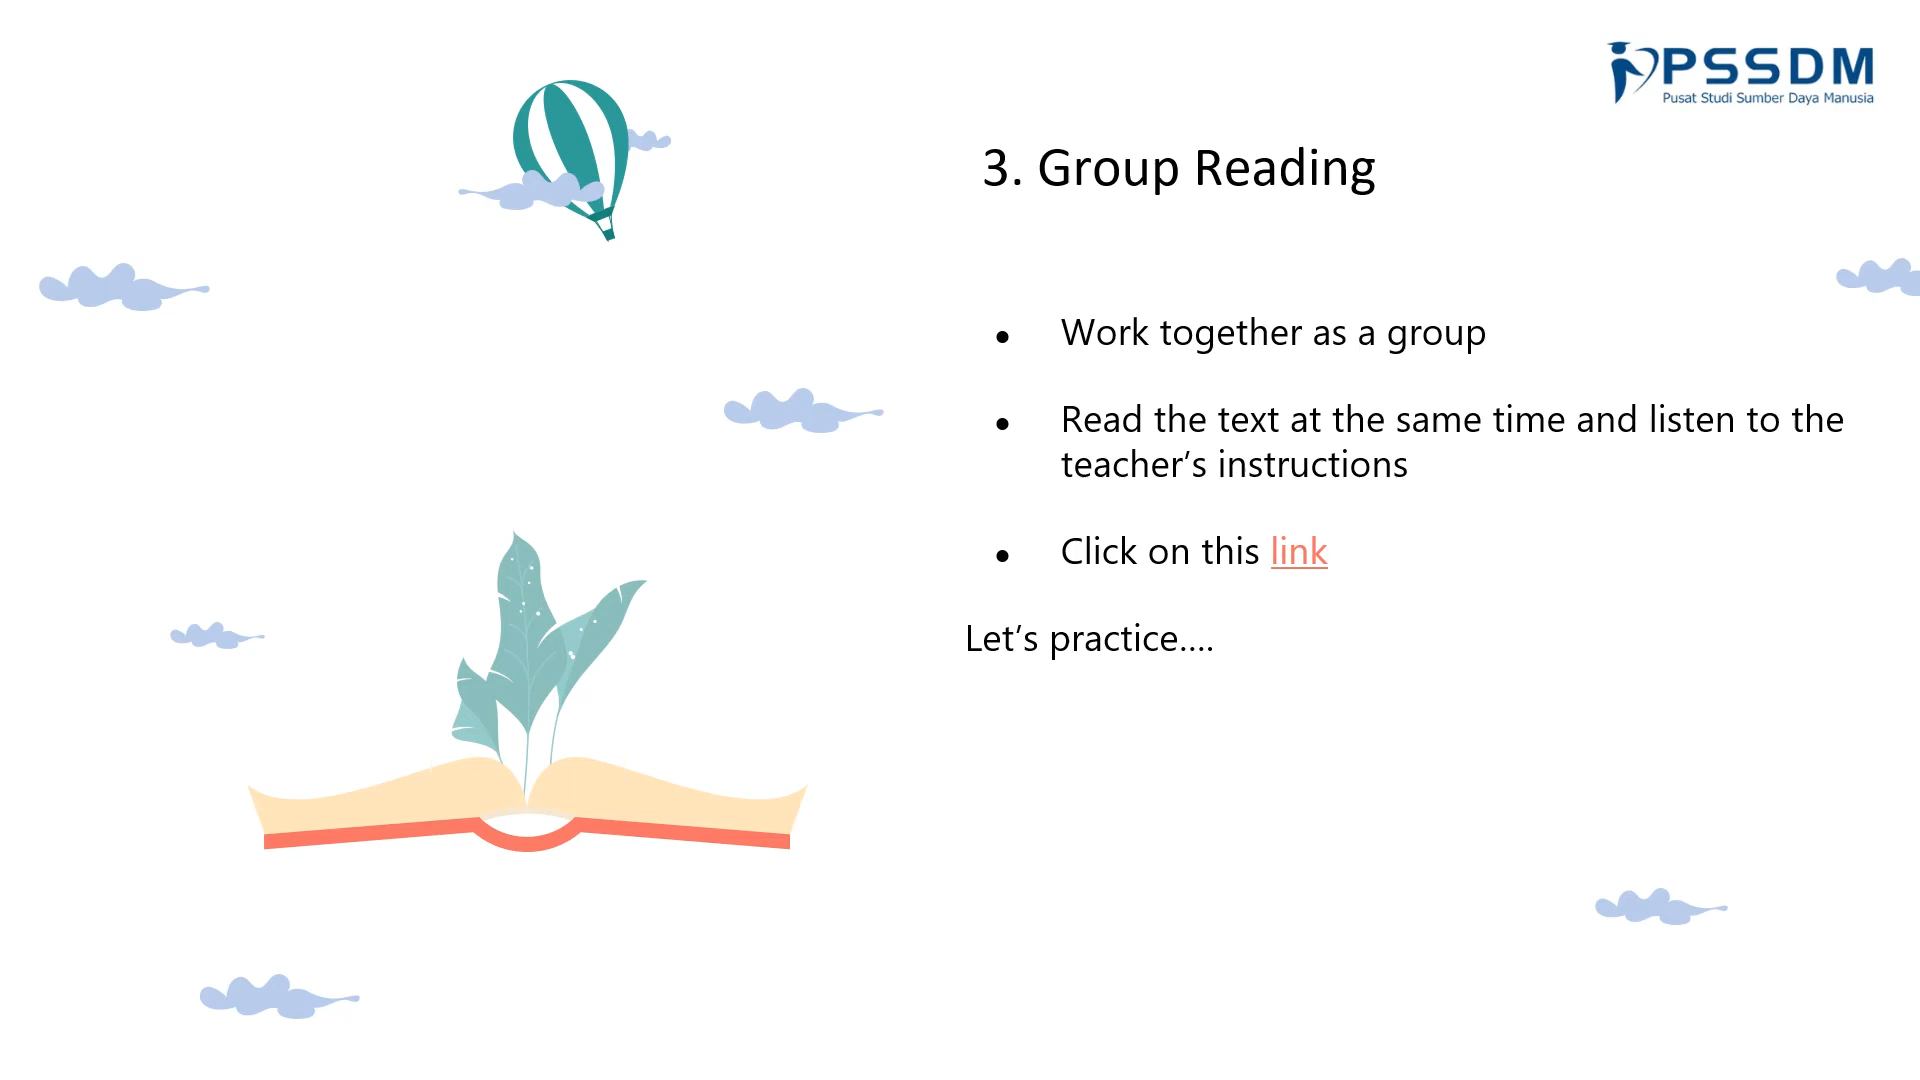 PSSDM
Pusat Studi Sumber Daya Manusia
3. Group Reading
● Work together as a group
● Read the text at the same time and listen to the
teacher’s instructions
● Click on this link
Let’s practice....